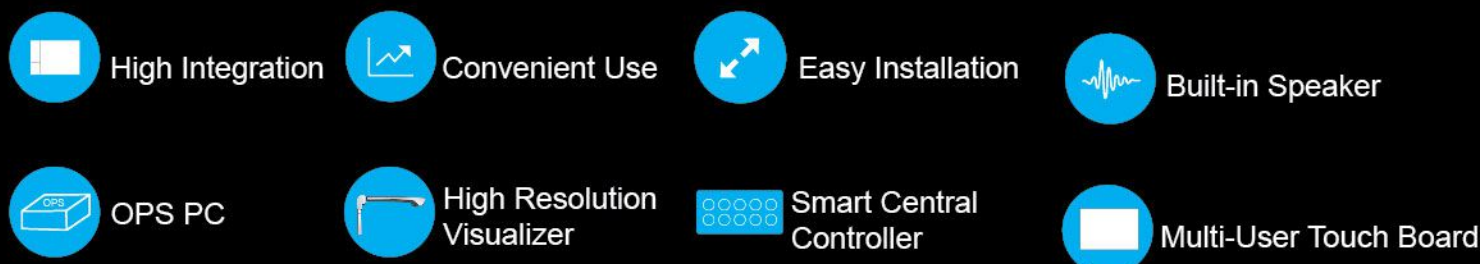 High Integration
Convenient Use
Easy Installation
Built-in Speaker
OPS
OPS PC
High Resolution
Visualizer
Smart Central
Controller
Multi-User Touch Board